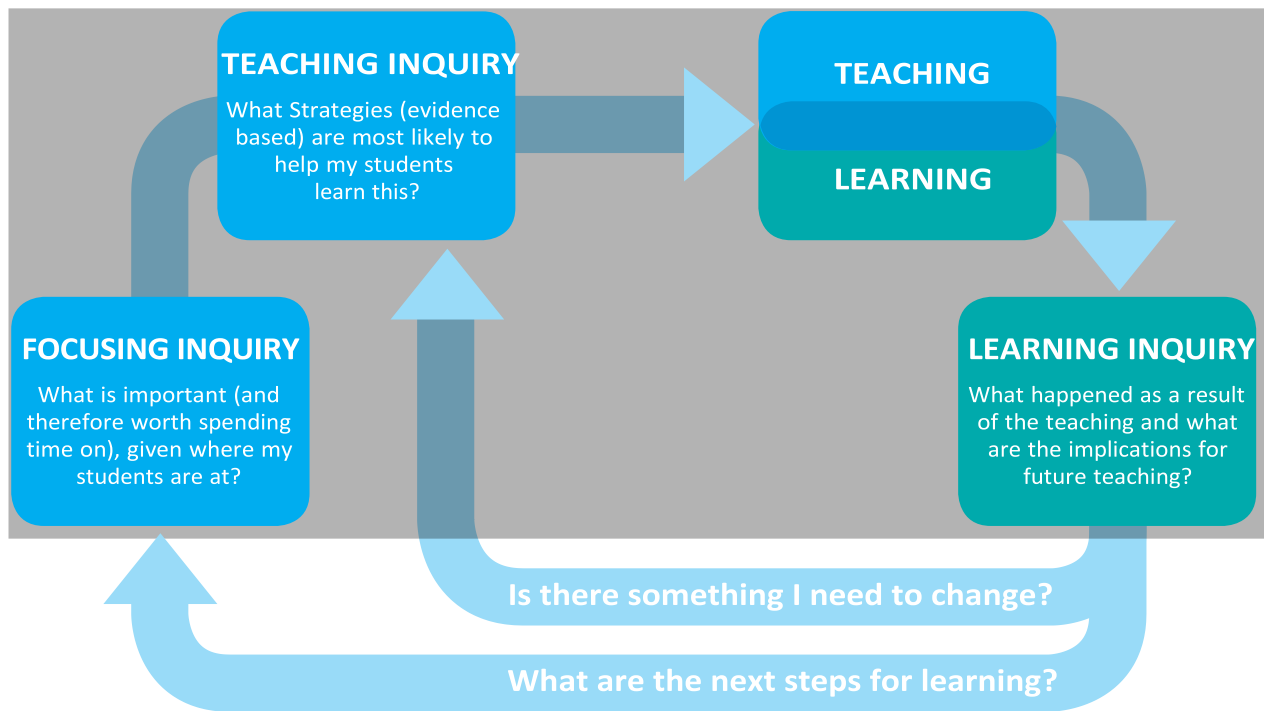 TEACHING INQUIRY
What Strategies (evidence
based) are most likely to
help my students
learn this?
TEACHING
LEARNING
FOCUSING INQUIRY
What is important (and
therefore worth spending
time on), given where my
students are at?
LEARNING INQUIRY
What happened as a result
of the teaching and what
are the implications for
future teaching?
Is there something I need to change?
What are the next steps for learning?